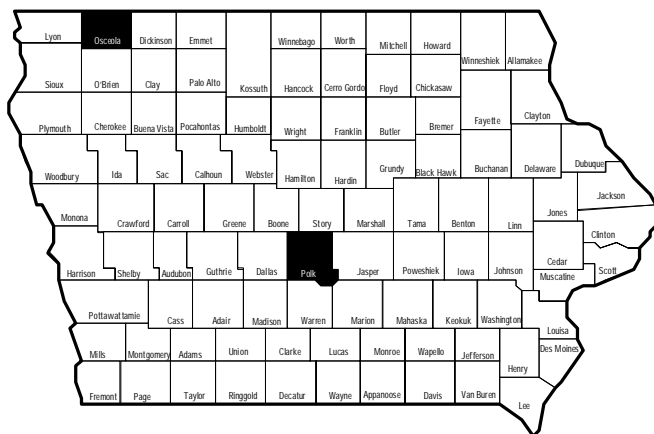 Lyon
Osceola
Dickinson
Emmet
Winnebago
Worth
Mitchell
Howard
Winneshiek
Allamakee
Sioux
O'Brien
Clay
Palo Alto
Kossuth
Hancock
Cerro Gordo
Floyd
Chickasaw
Plymouth
Cherokee
Buena Vista
Pocahontas
Humboldt
Wright
Franklin
Butler
Bremer
Fayette
Clayton
Woodbury
Ida
Sac
Calhoun
Webster
Hamilton
Hardin
Grundy
Black Hawk
Buchanan
Delaware
Dubuque
Monona
Crawford
Carroll
Greene
Boone
Story
Marshall
Tama
Benton
Linn
Jones
Jackson
Harrison
Shelby
Audubon
Guthrie
Dallas
Polk
Jasper
Poweshiek
Iowa
Johnson
Cedar
Clinton
Muscatine
Scott
Pottawattamie
Cass
Adair
Madison
Warren
Marion
Mahaska
Keokuk
Washington
Louisa
Mills
Montgomery
Adams
Union
Clarke
Lucas
Monroe
Wapello
Jefferson
Henry
Des Moines
Fremont
Page
Taylor
Ringgold
Decatur
Wayne
Appanoose
Davis
Van Buren
Lee